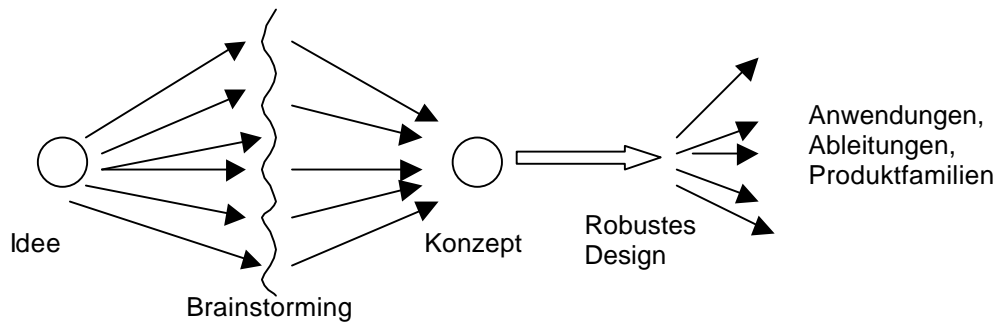 Idee
Brainstorming
Konzept
Robustes
Design
Anwendungen,
Ableitungen,
Produktfamilien